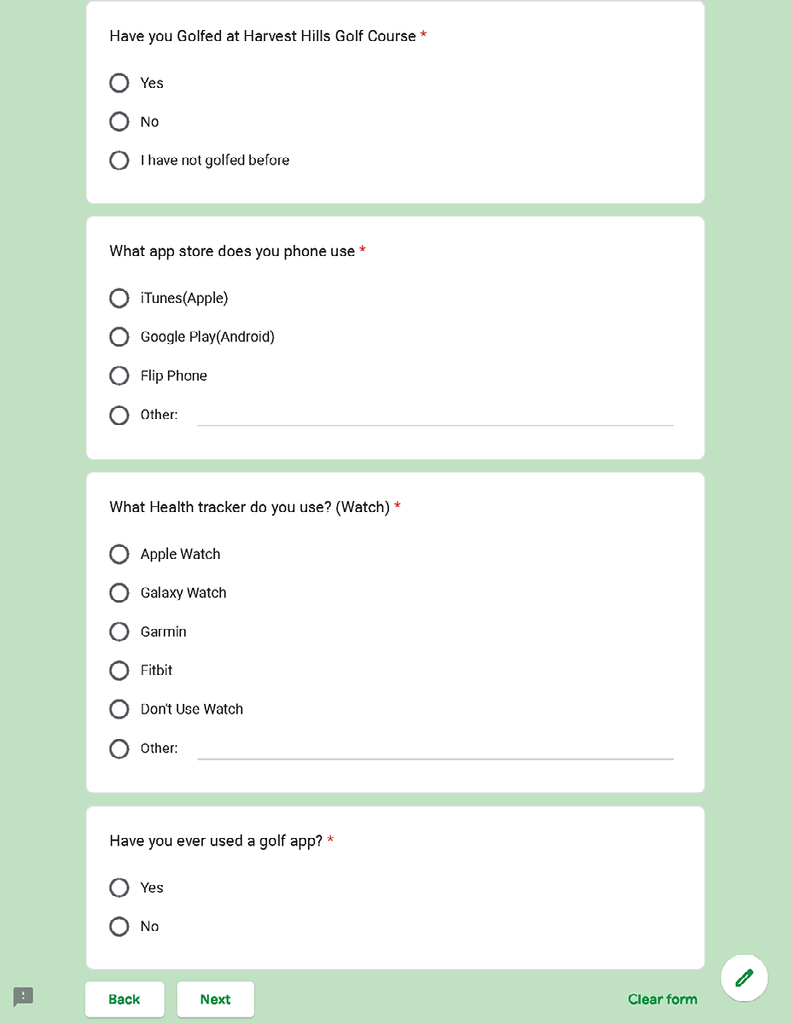 Have you Golfed at Harvest Hills Golf Course *
Yes
No
I have not golfed before
What app store does you phone use *
iTunes(Apple)
Google Play(Android)
Flip Phone
Other:
What Health tracker do you use? (Watch) *
Apple Watch
Galaxy Watch
Garmin
Fitbit
Don't Use Watch
Other:
Have you ever used a golf app? *
Yes
No
Back Next Clear form